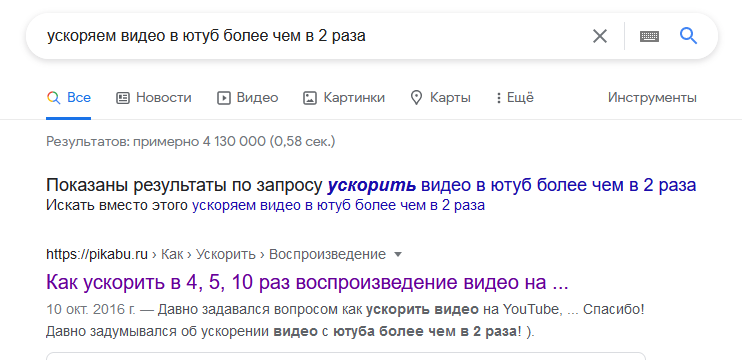 ускоряем видео в ютуб более чем в 2 раза
Все Новости Видео Картинки Карты Ещё Инструменты
Результатов: примерно 4 130 000 (0,58 сек.)
Показаны результаты по запросу ускорить видео в ютуб более чем в 2 раза
Искать вместо этого ускоряем видео в ютуб более чем в 2 раза
https://pikabu.ru › Как › Ускорить › Воспроизведение
Как ускорить в 4, 5, 10 раз воспроизведение видео на ...
10 окт. 2016 г. — Давно задавался вопросом как ускорить видео на YouTube, ... Спасибо!
Давно задумывался об ускорении видео с ютуба более чем в 2 раза! ).